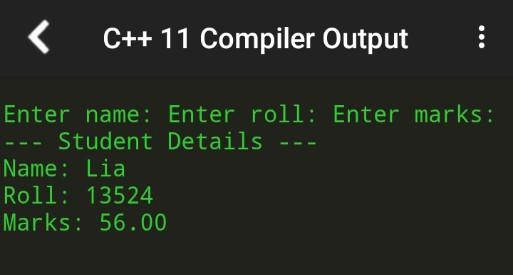 C++ 11 Compiler Output
Enter name: Enter roll: Enter marks:
--- Student Details ---
Name: Lia
Roll: 13524
Marks: 56.00